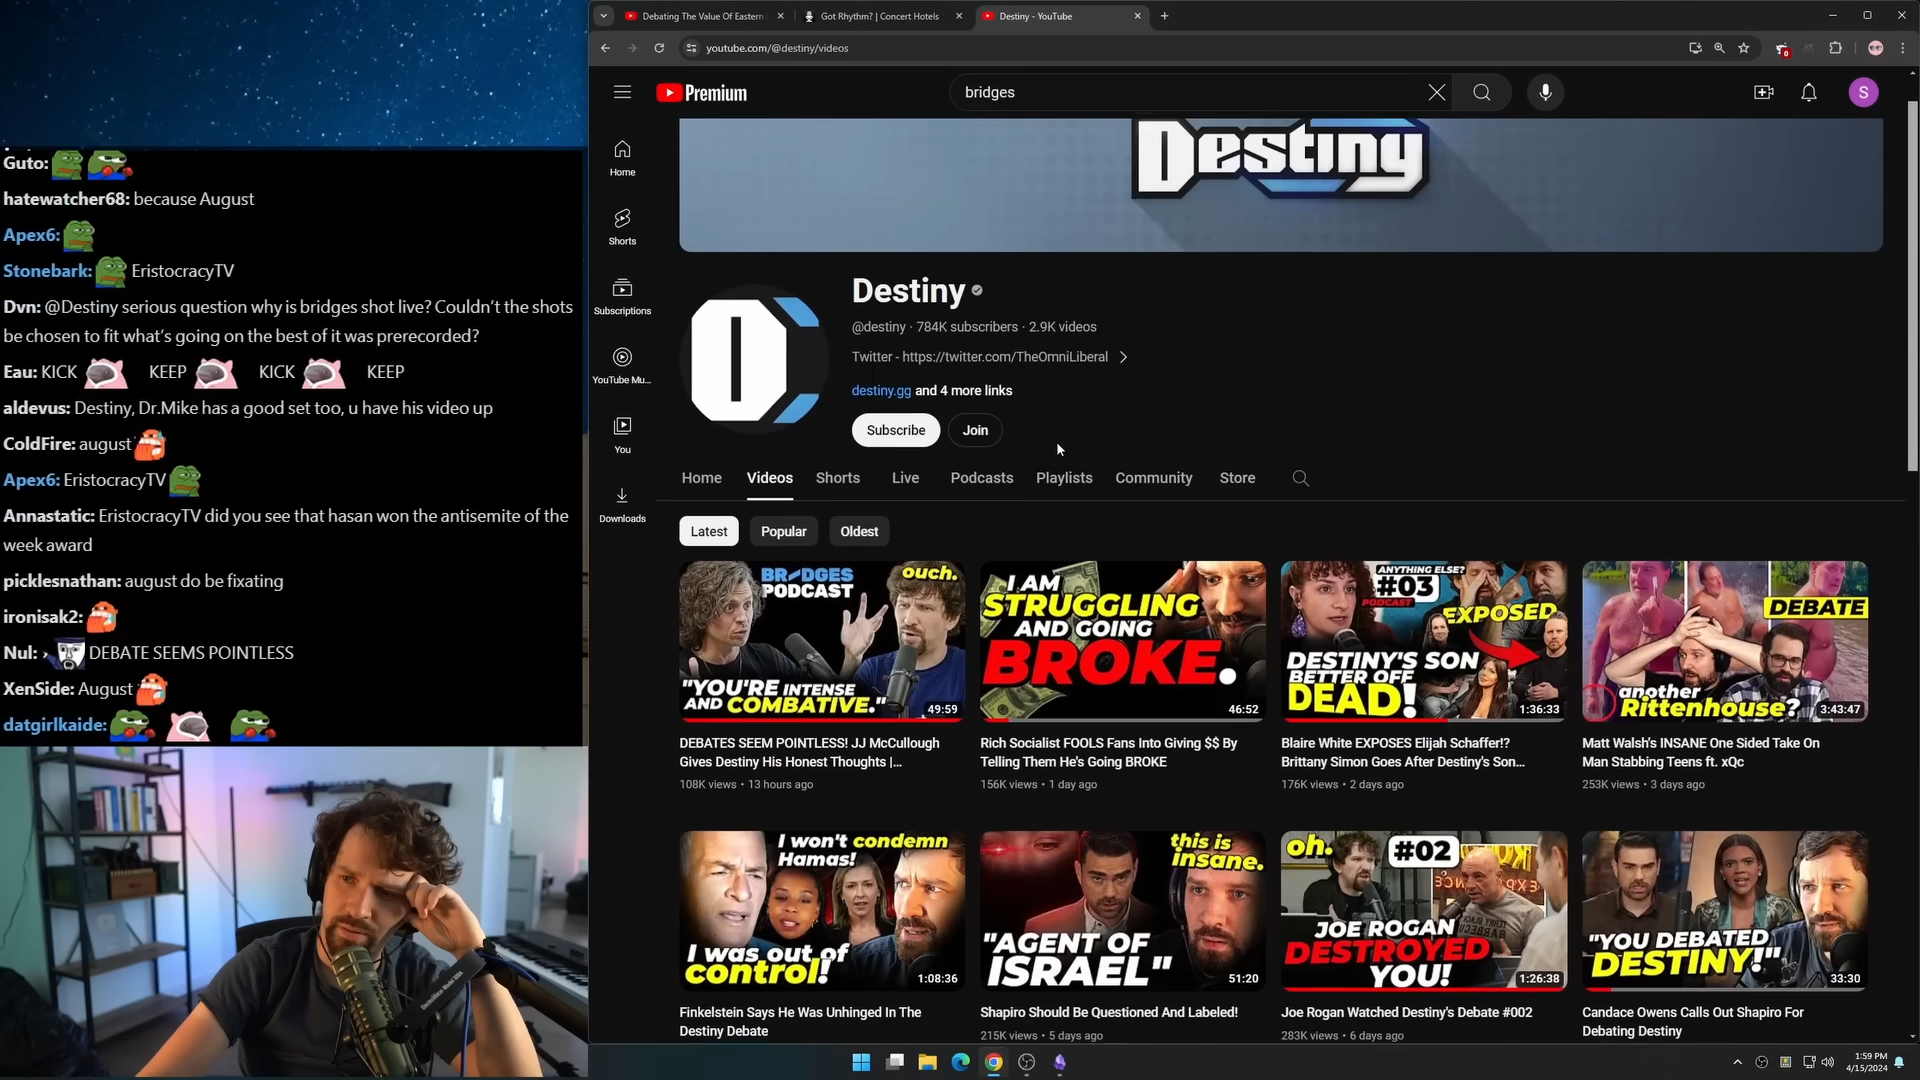 Debating The Value Of Eastern
Got Rhythm? | Concert Hotels
Destiny - YouTube
youtube.com/@destiny/videos
0
Premium
bridges
S
Guto:
hatewatcher68: because August
Apex6:
Stonebark: EristocracyTV
Dvn: @Destiny serious question why is bridges shot live? Couldn't the shots
be chosen to fit what's going on the best of it was prerecorded?
Eau: KICK KEEP KICK KEEP
aldevus: Destiny, Dr.Mike has a good set too, u have his video up
ColdFire: august
Apex6: EristocracyTV
Annastatic: EristocracyTV did you see that hasan won the antisemite of the
week award
picklesnathan: august do be fixating
ironisak2:
Nul: DEBATE SEEMS POINTLESS
XenSide: August
datgirlkaide:
Home
Shorts
Subscriptions
YouTube Mu...
You
Downloads
Destiny
Destiny
@destiny · 784K subscribers · 2.9K videos
Twitter - https://twitter.com/TheOmniLiberal
destiny.gg and 4 more links
Subscribe
Join
Home
Videos
Shorts
Live
Podcasts
Playlists
Community
Store
Latest
Popular
Oldest
BRIDGES
PODCAST
ouch.
"YOU'RE INTENSE
AND COMBATIVE."
49:59
DEBATES SEEM POINTLESS! JJ McCullough
Gives Destiny His Honest Thoughts |...
108K views • 13 hours ago
I AM
STRUGGLING
AND GOING
BROKE.
46:52
Rich Socialist FOOLS Fans Into Giving $$ By
Telling Them He's Going BROKE
156K views • 1 day ago
ANYTHING ELSE?
#03
PODCAST
EXPOSED
DESTINY'S SON
BETTER OFF
DEAD!
1:36:33
Blaire White EXPOSES Elijah Schaffer!?
Brittany Simon Goes After Destiny's Son...
176K views • 2 days ago
DEBATE
another
Rittenhouse?
3:43:47
Matt Walsh's INSANE One Sided Take On
Man Stabbing Teens ft. xQc
253K views • 3 days ago
I won't condemn
Hamas!
I was out of
control!
1:08:36
Finkelstein Says He Was Unhinged In The
Destiny Debate
this is
insane.
"AGENT OF
ISRAEL"
51:20
Shapiro Should Be Questioned And Labeled!
215K views • 5 days ago
oh.
#02
JOE ROGAN
DESTROYED
YOU!
1:26:38
Joe Rogan Watched Destiny's Debate #002
283K views • 6 days ago
"YOU DEBATED
DESTINY!"
33:30
Candace Owens Calls Out Shapiro For
Debating Destiny
1:59 PM
4/15/2024